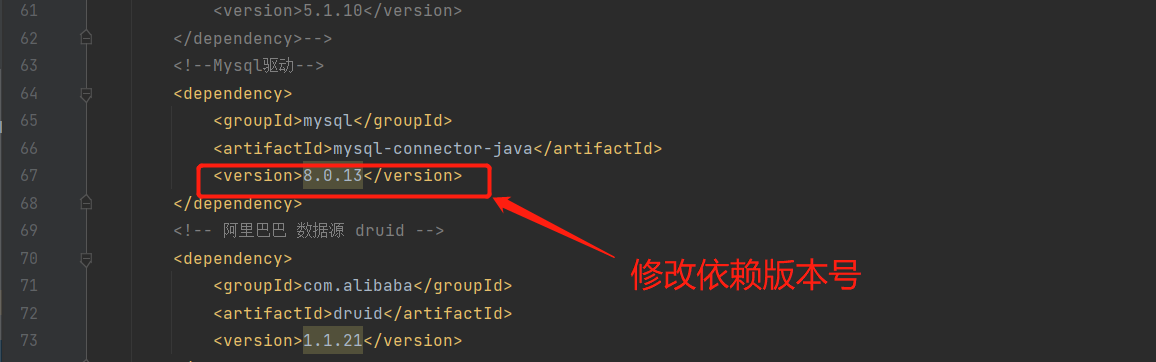 61 <version>5.1.10</version>
62 </dependency>-->
63 <!--Mysql驱动-->
64 <dependency>
65 <groupId>mysql</groupId>
66 <artifactId>mysql-connector-java</artifactId>
67 <version>8.0.13</version>
68 </dependency>
69 <!-- 阿里巴巴 数据源 druid -->
70 <dependency>
修改依赖版本号
71 <groupId>com.alibaba</groupId>
72 <artifactId>druid</artifactId>
73 <version>1.1.21</version>